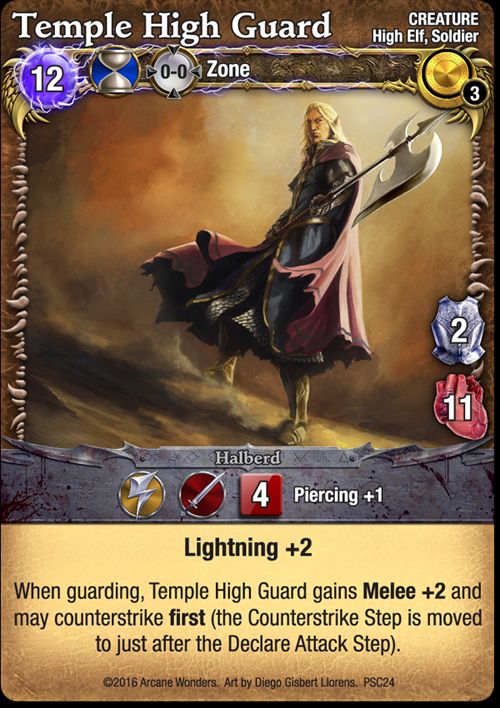 Temple High Guard
CREATURE
High Elf, Soldier
12
0-0
Zone
3
2
11
Halberd
4
Piercing +1
Lightning +2
When guarding, Temple High Guard gains Melee +2 and
may counterstrike first (the Counterstrike Step is moved
to just after the Declare Attack Step).
©2016 Arcane Wonders. Art by Diego Gisbert Llorens. PSC24